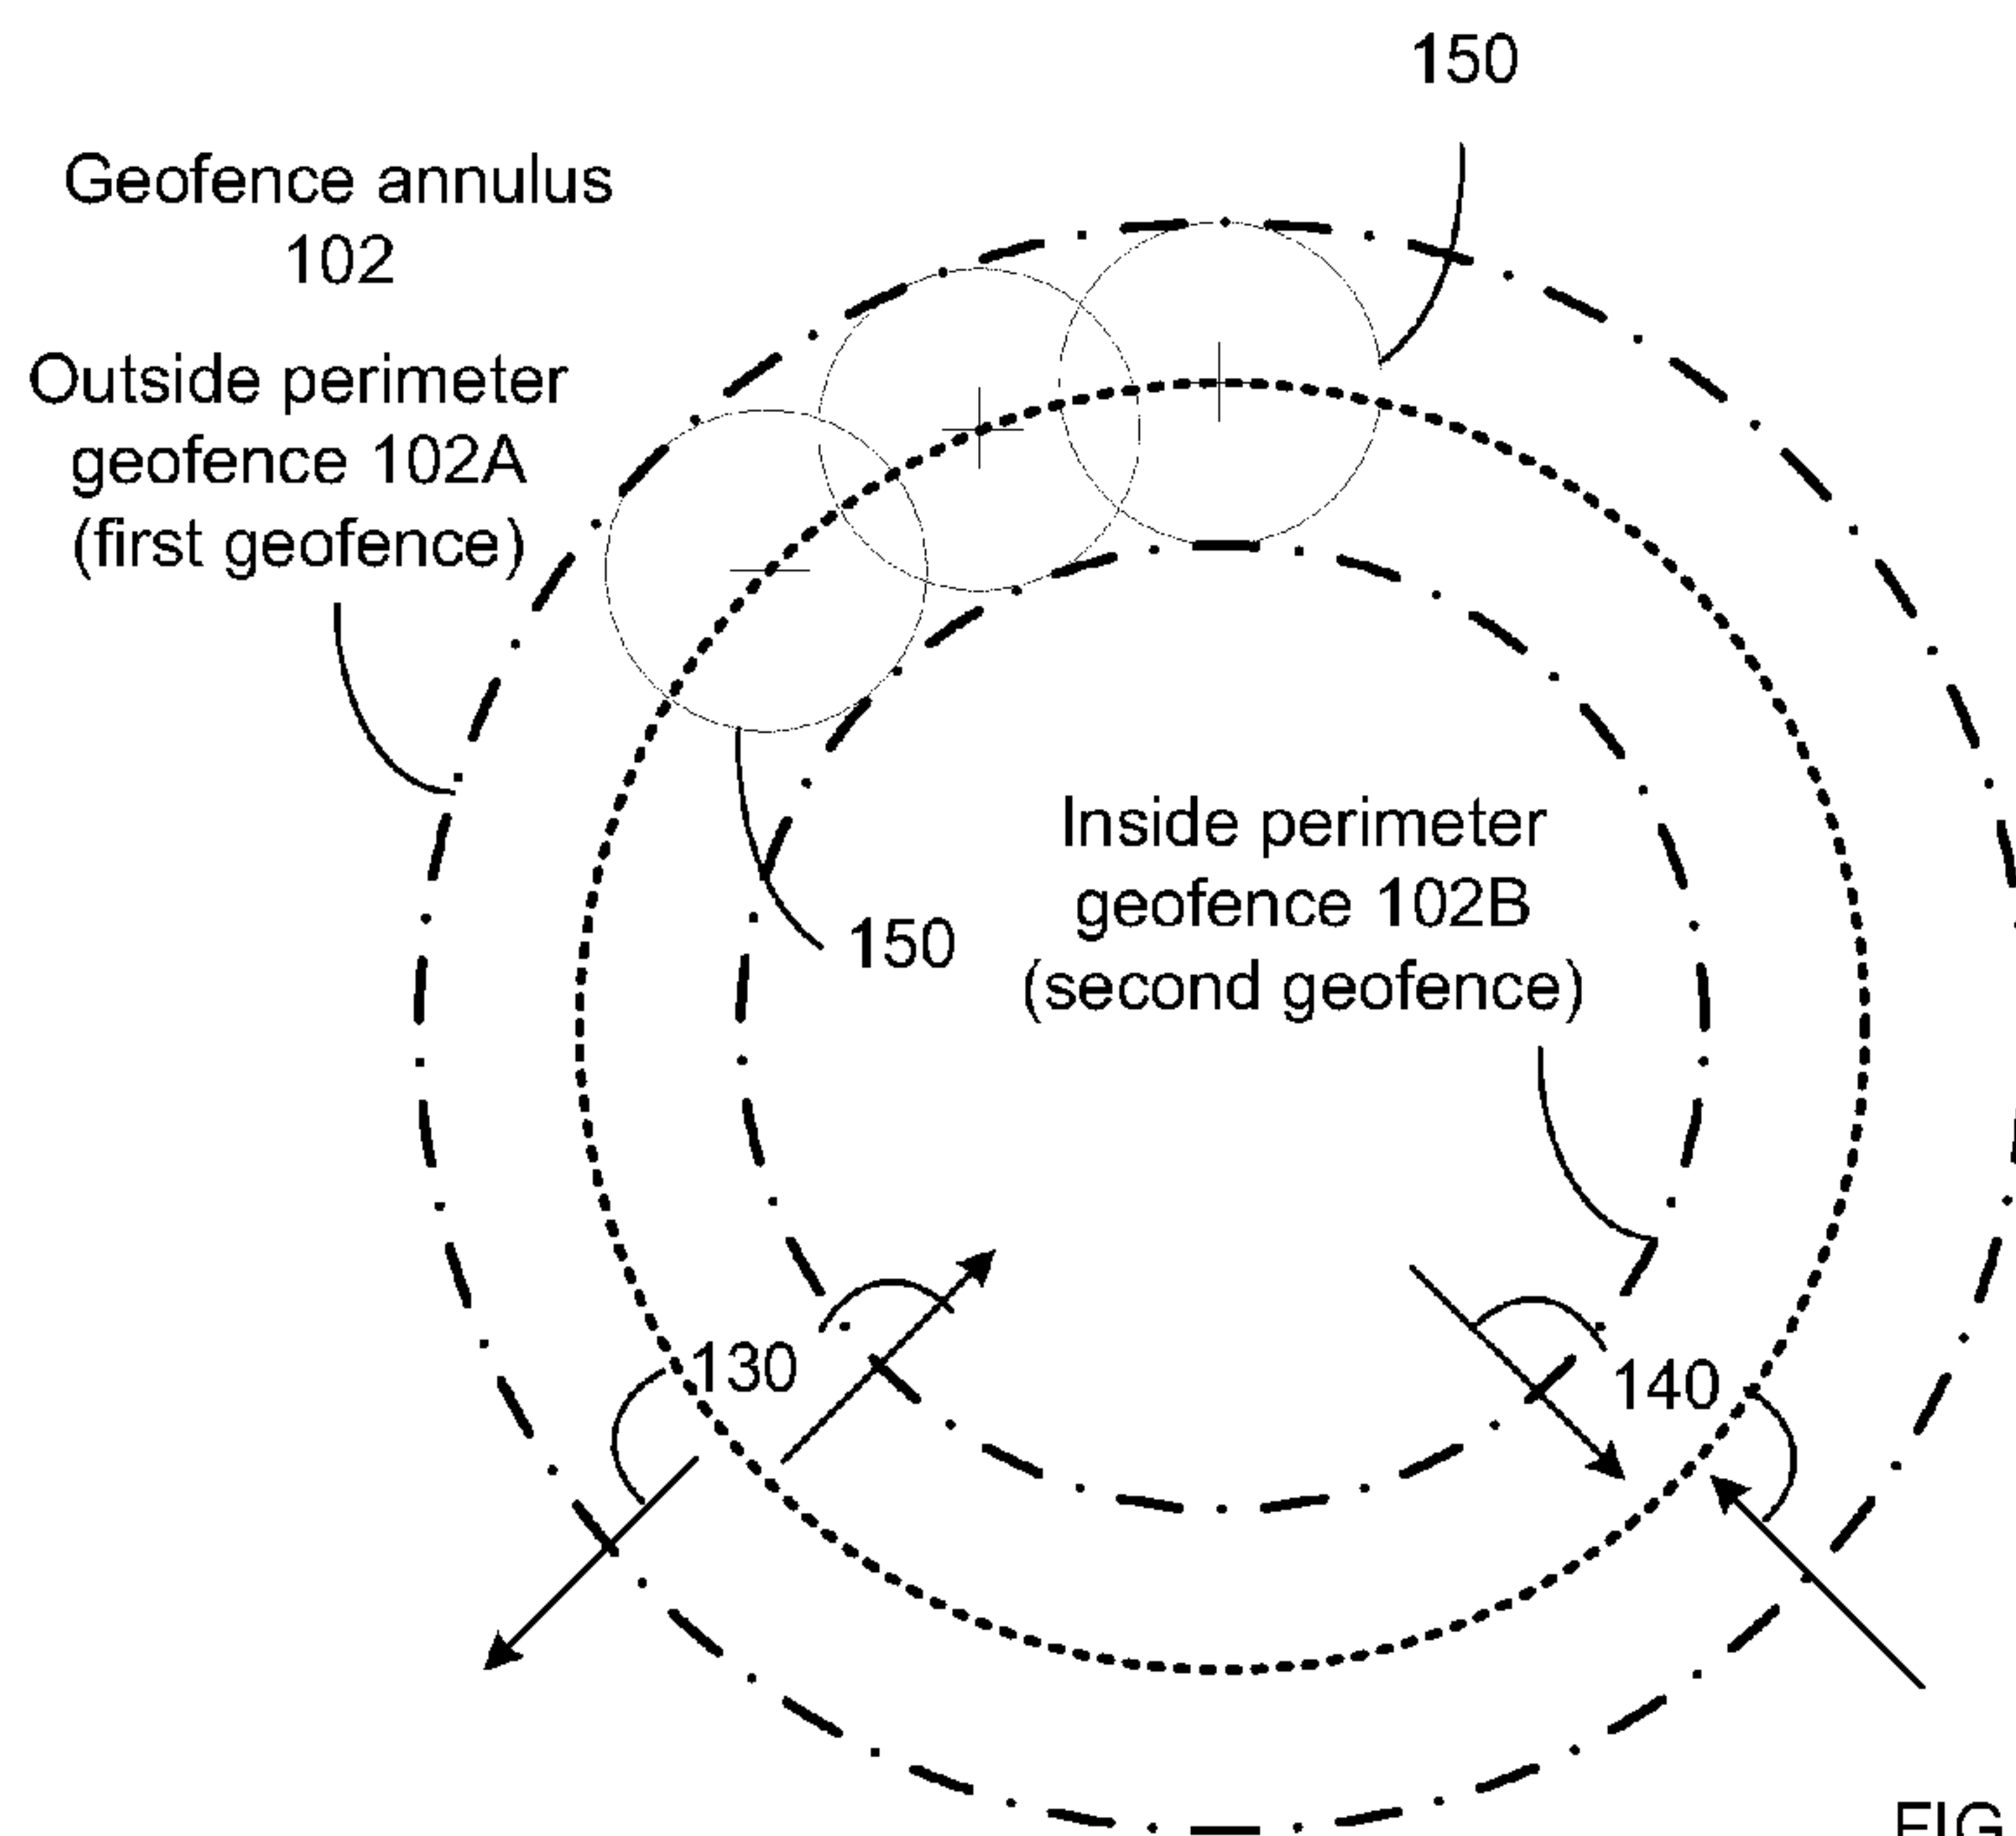 150
Geofence annulus
102
Outside perimeter
geofence 102A
(first geofence)
Inside perimeter
geofence 102B
(second geofence)
150
130
140
FIG